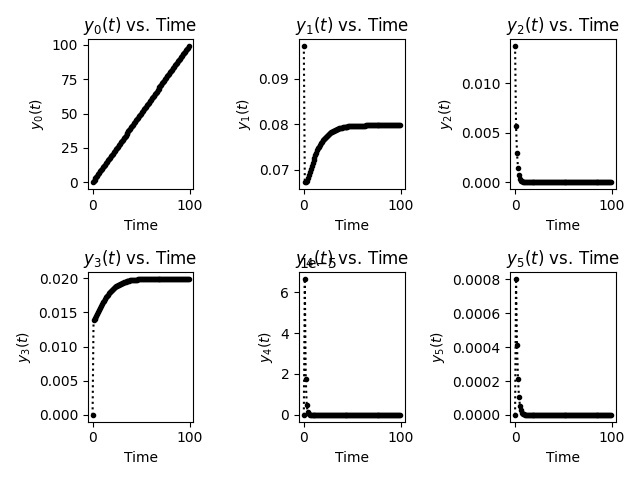 y₀(t) vs. Time
y₁(t) vs. Time
y₂(t) vs. Time
100
75
50
25
0
y₀(t)
0.09
0.08
0.07
y₁(t)
0.010
0.005
0.000
y₂(t)
0 100
0 100
0 100
Time
Time
Time
y₃(t) vs. Time
y₄(t) vs. Time
1e−5
y₅(t) vs. Time
0.020
0.015
0.010
0.005
0.000
y₃(t)
6
4
2
0
y₄(t)
0.0008
0.0006
0.0004
0.0002
0.0000
y₅(t)
0 100
0 100
0 100
Time
Time
Time